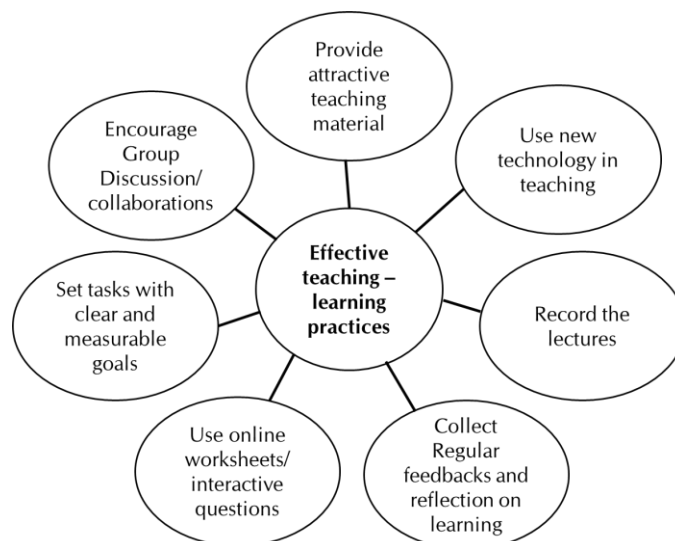 Provide
attractive
teaching
material
Use new
technology in
teaching
Record the
lectures
Collect
Regular
feedbacks and
reflection on
learning
Use online
worksheets/
interactive
questions
Set tasks with
clear and
measurable
goals
Encourage
Group
Discussion/
collaborations
Effective
teaching –
learning
practices